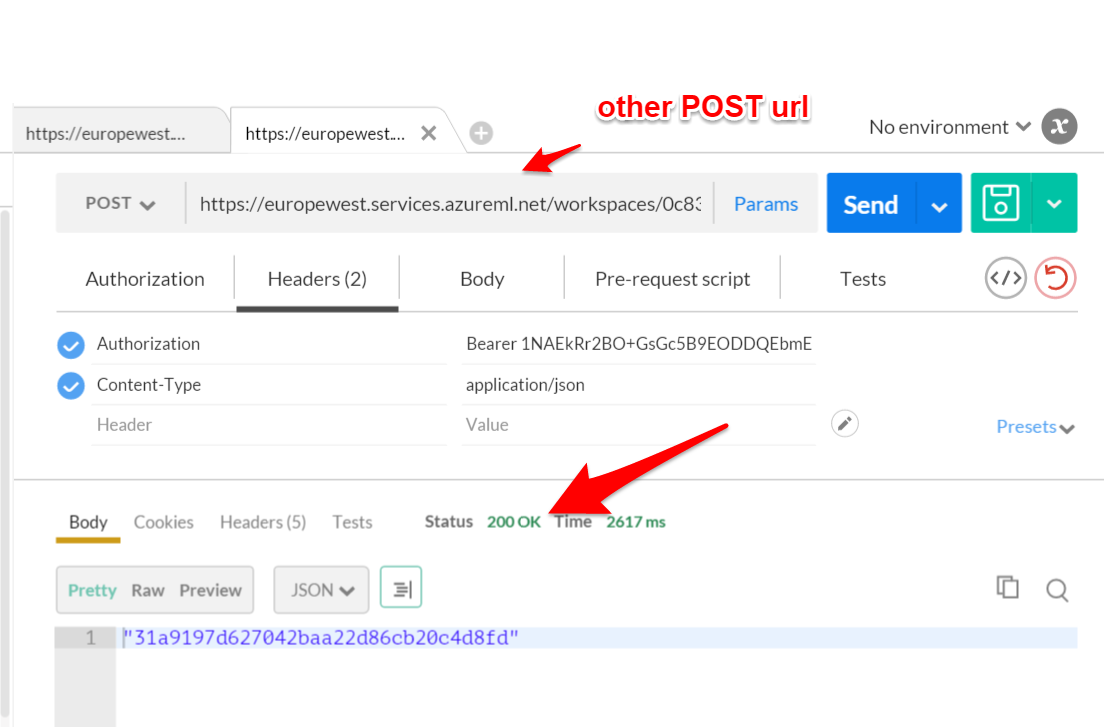 other POST url
https://europewest.... https://europewest.... No environment x
POST https://europewest.services.azureml.net/workspaces/0c83 Params Send
Authorization Headers (2) Body Pre-request script Tests </>
Authorization Bearer 1NAEkRr2BO+GsGc5B9EODDQEbmE
Content-Type application/json
Header Value Presets
Body Cookies Headers (5) Tests Status 200 OK Time 2617 ms
Pretty Raw Preview JSON
1 "31a9197d627042baa22d86cb20c4d8fd"